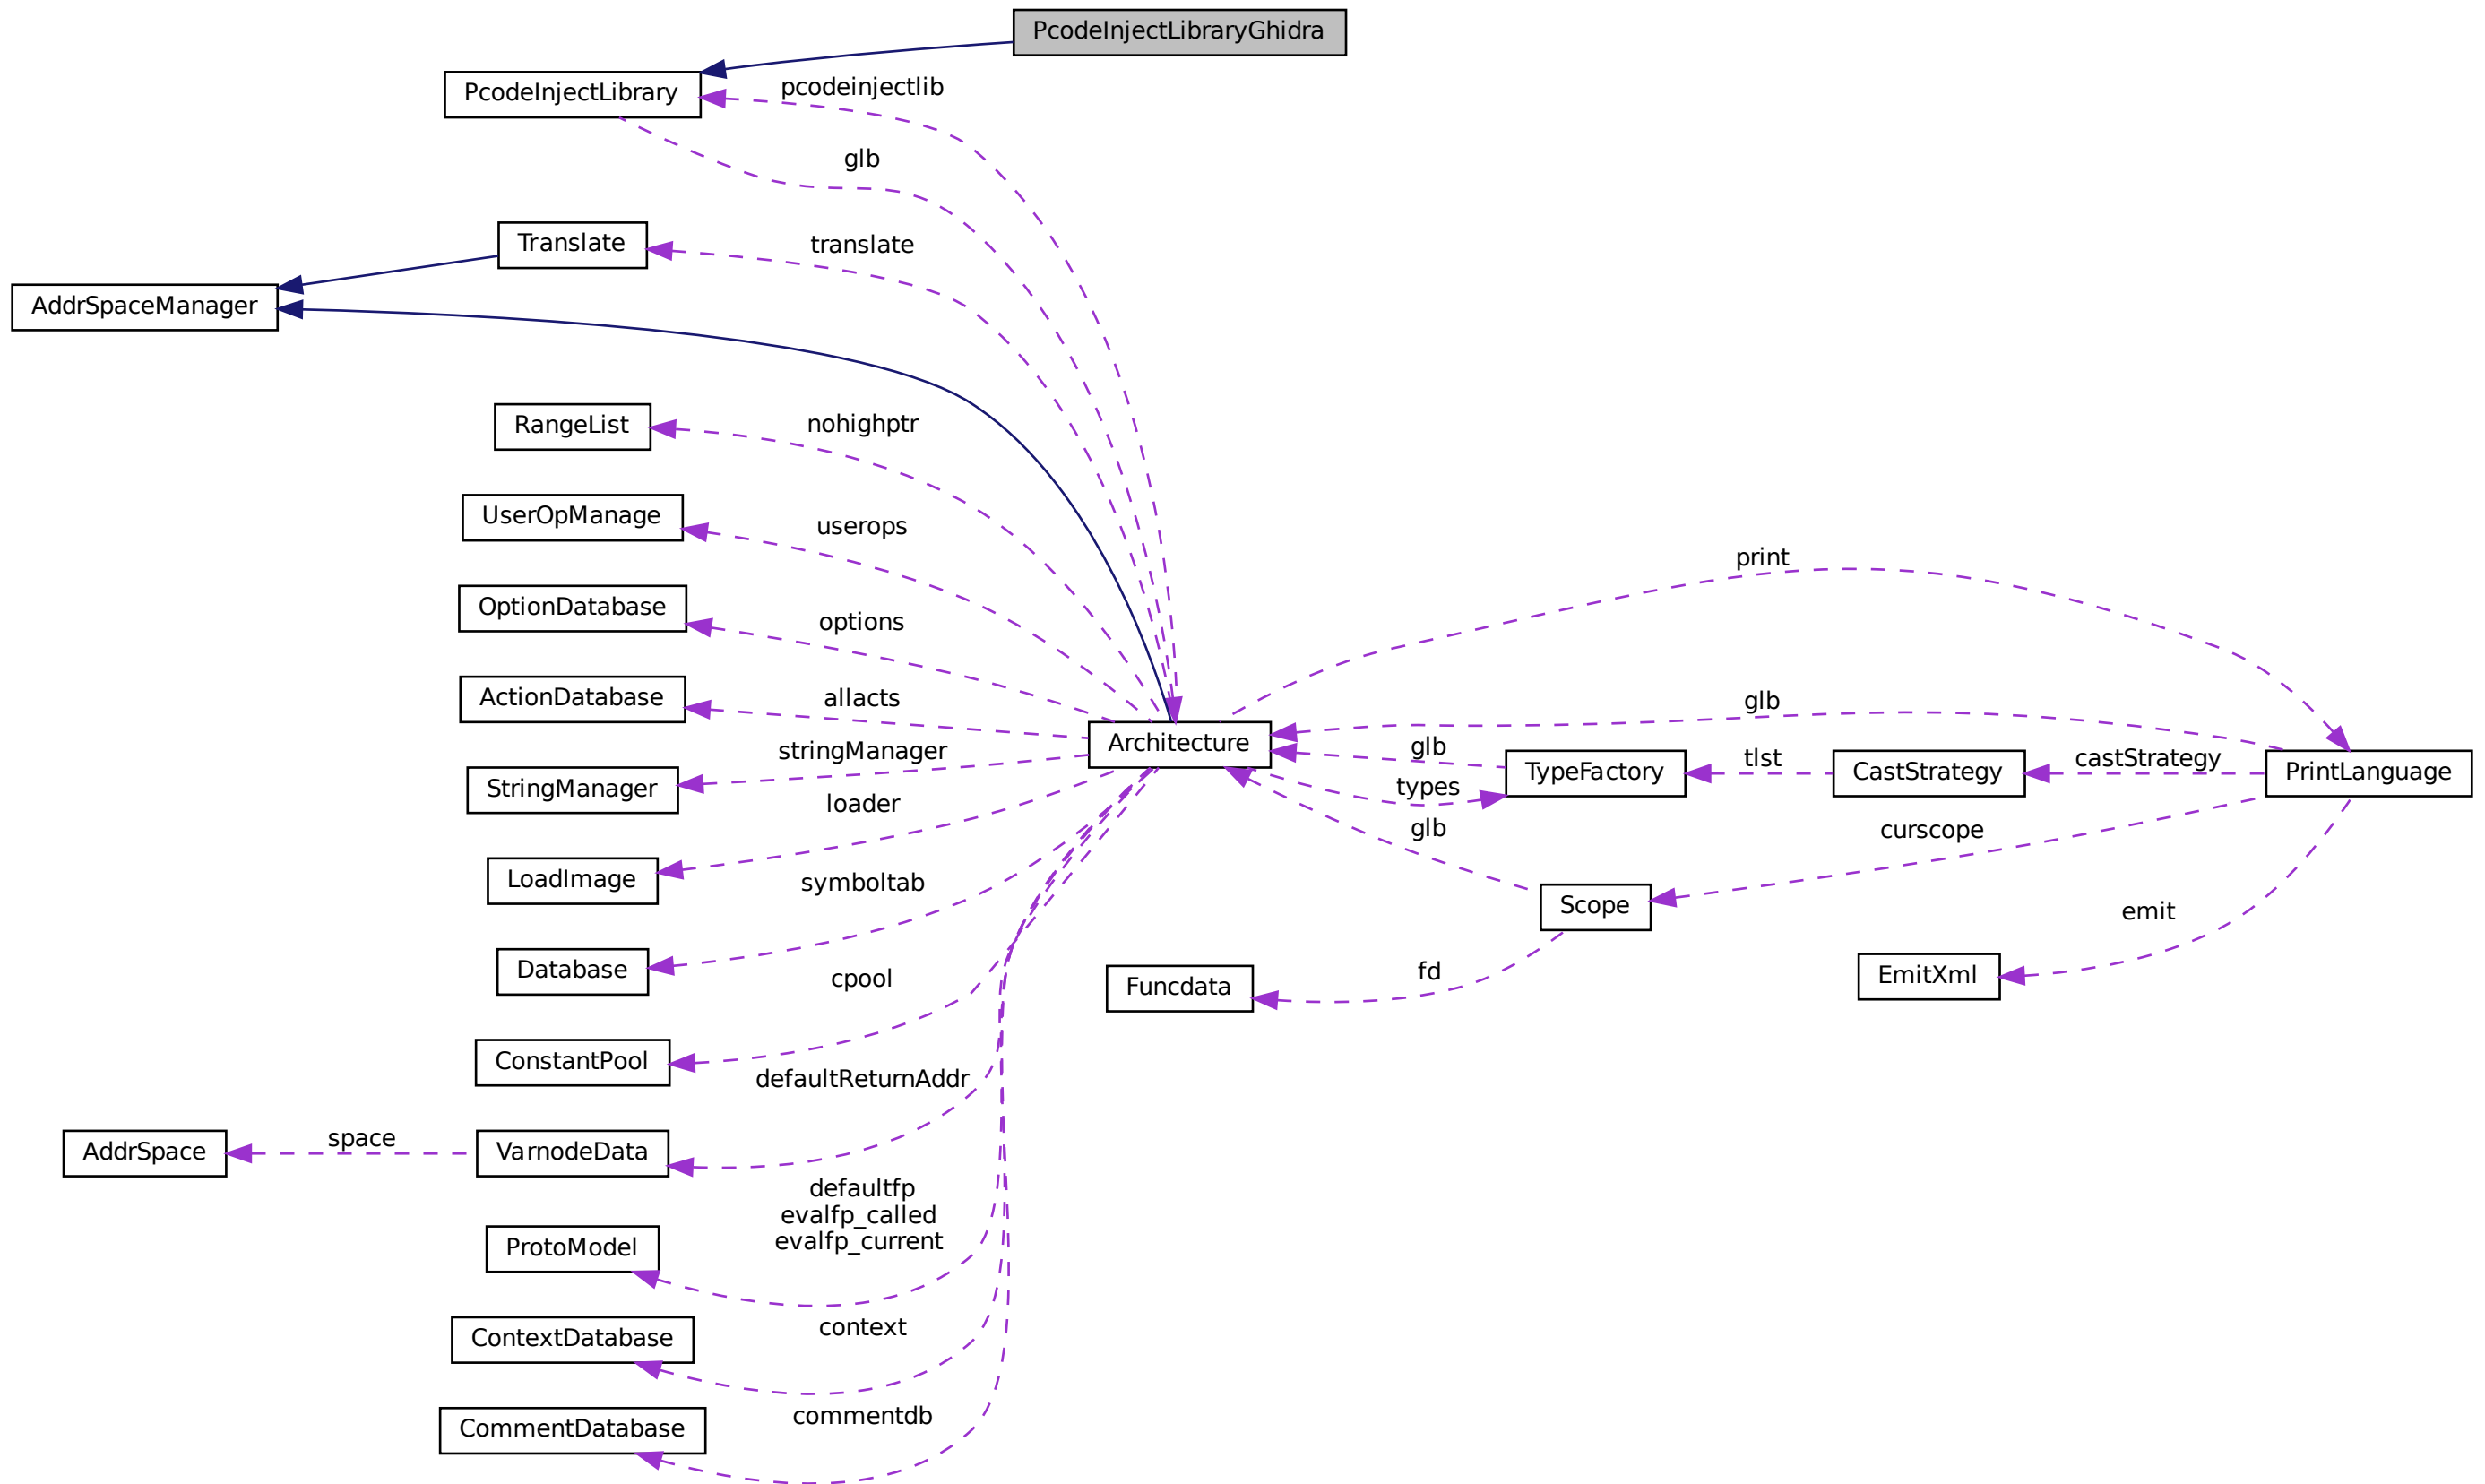 PcodeInjectLibraryGhidra
PcodeInjectLibrary
pcodeinjectlib
glb
Translate
translate
AddrSpaceManager
RangeList
nohighptr
UserOpManage
userops
print
OptionDatabase
options
ActionDatabase
allacts
glb
Architecture
glb
StringManager
stringManager
TypeFactory
tlst
CastStrategy
castStrategy
PrintLanguage
types
loader
glb
curscope
LoadImage
symboltab
Scope
emit
Database
cpool
Funcdata
fd
EmitXml
ConstantPool
defaultReturnAddr
AddrSpace
space
VarnodeData
defaultfp
evalfp_called
evalfp_current
ProtoModel
ContextDatabase
context
CommentDatabase
commentdb